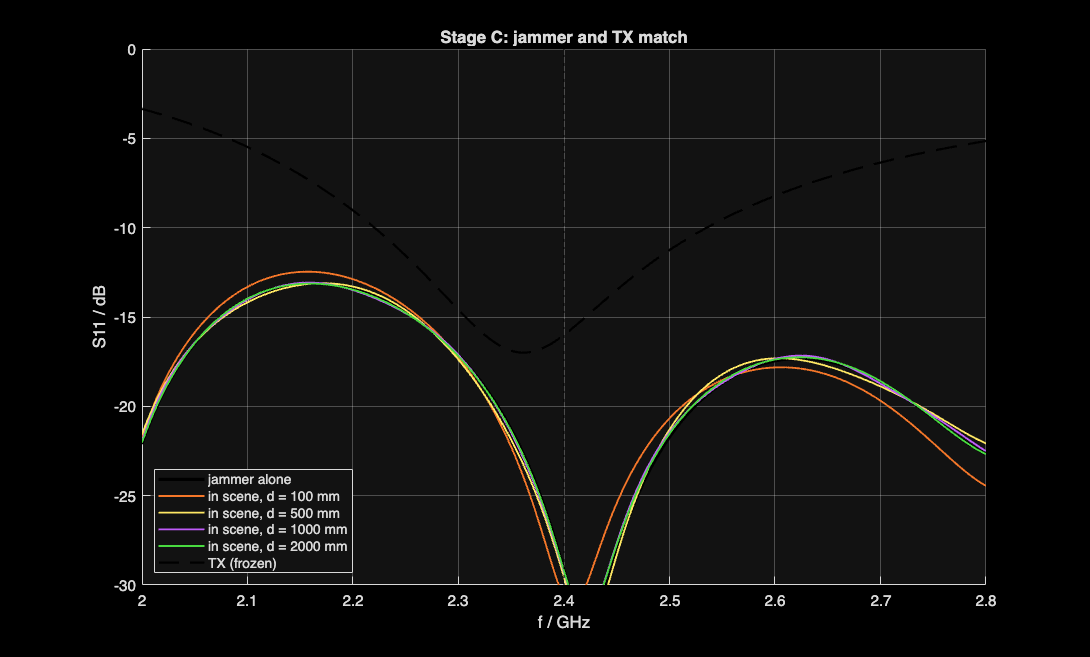 Stage C: jammer and TX match
0
-5
-10
-15
-20
-25
-30
S11 / dB
jammer alone
in scene, d = 100 mm
in scene, d = 500 mm
in scene, d = 1000 mm
in scene, d = 2000 mm
TX (frozen)
2 2.1 2.2 2.3 2.4 2.5 2.6 2.7 2.8
f / GHz